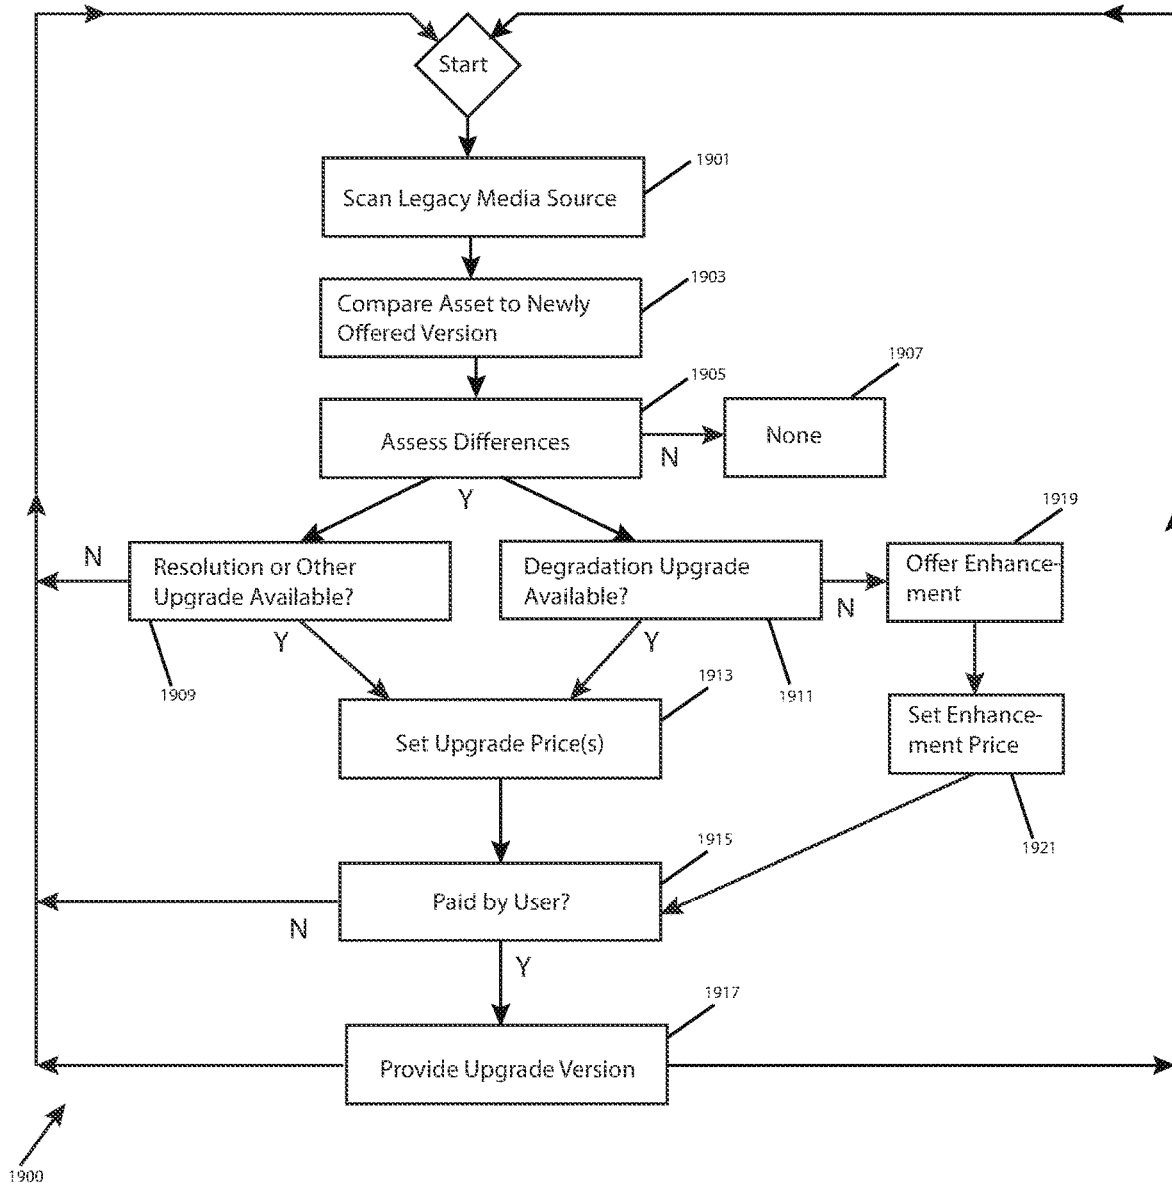 Start
1901
Scan Legacy Media Source
1903
Compare Asset to Newly
Offered Version
1905
1907
Assess Differences
None
N
Y
1919
N
Resolution or Other
Upgrade Available?
Degradation Upgrade
Available?
Offer Enhance-
ment
N
Y
Y
1909
1911
1913
Set Upgrade Price(s)
Set Enhance-
ment Price
1915
1921
Paid by User?
N
Y
1917
Provide Upgrade Version
1900